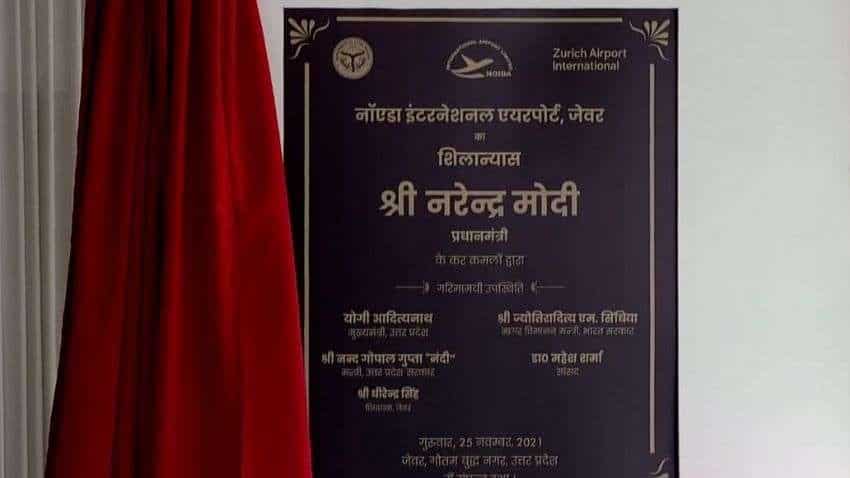 NOIDA
Zurich Airport
International
नॉएडा इंटरनेशनल एयरपोर्ट, जेवर
का
शिलान्यास
श्री नरेन्द्र मोदी
प्रधानमंत्री
के कर कमलों द्वारा
गरिमामयी उपस्थिति
योगी आदित्यनाथ
मुख्यमंत्री, उत्तर प्रदेश
श्री ज्योतिरादित्य एम. सिंधिया
नागर विमानन मन्त्री, भारत सरकार
श्री नन्द गोपाल गुप्ता "नंदी"
मन्त्री, उत्तर प्रदेश सरकार
डा० महेश शर्मा
सांसद
श्री धीरेन्द्र सिंह
विधायक, जेवर
गुरुवार, 25 नवम्बर, 2021
जेवर, गौतम बुद्ध नगर, उत्तर प्रदेश